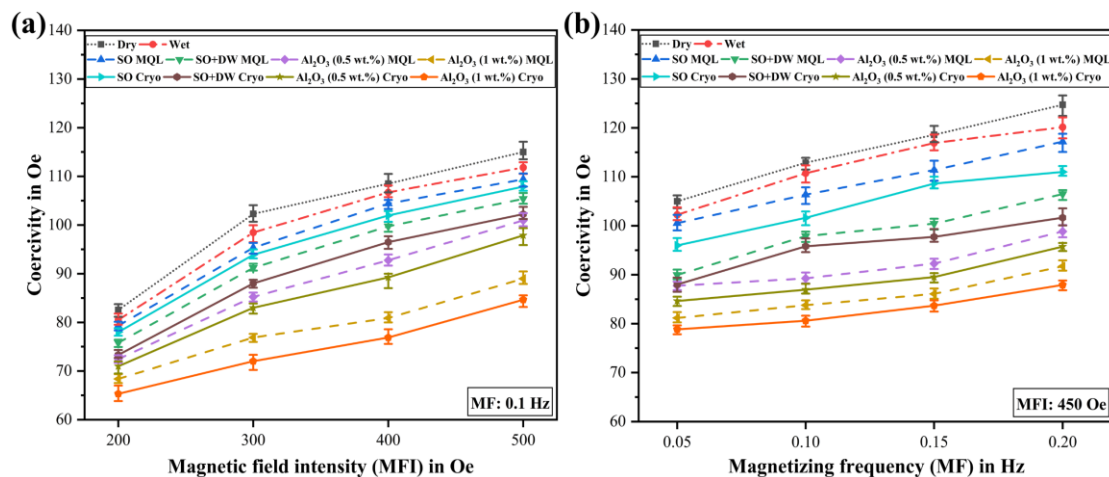 (a)
140
130
120
110
100
90
80
70
60
Coercivity in Oe
Dry Wet
SO MQL SO+DW MQL Al₂O₃ (0.5 wt.%) MQL Al₂O₃ (1 wt.%) MQL
SO Cryo SO+DW Cryo Al₂O₃ (0.5 wt.%) Cryo Al₂O₃ (1 wt.%) Cryo
MF: 0.1 Hz
200 300 400 500
Magnetic field intensity (MFI) in Oe
(b)
140
130
120
110
100
90
80
70
60
Coercivity in Oe
Dry Wet
SO MQL SO+DW MQL Al₂O₃ (0.5 wt.%) MQL Al₂O₃ (1 wt.%) MQL
SO Cryo SO+DW Cryo Al₂O₃ (0.5 wt.%) Cryo Al₂O₃ (1 wt.%) Cryo
MFI: 450 Oe
0.05 0.10 0.15 0.20
Magnetizing frequency (MF) in Hz